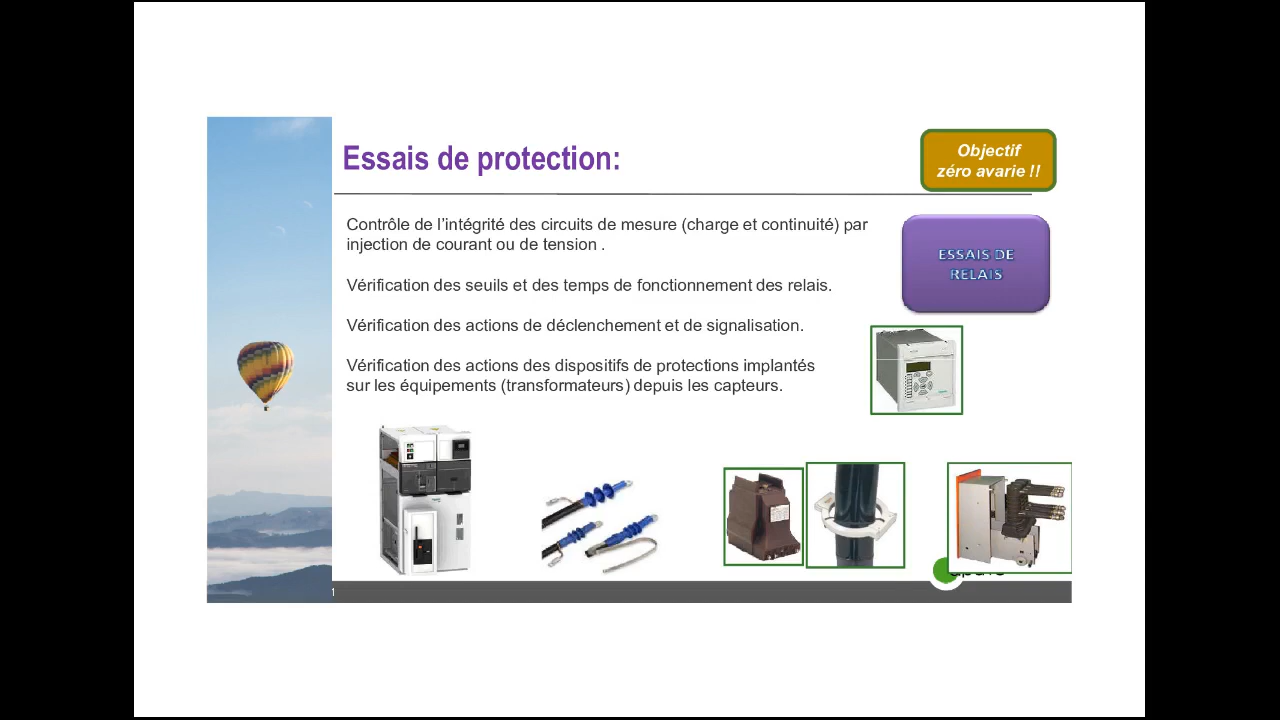 Essais de protection:
Objectif
zéro avarie !!
Contrôle de l’intégrité des circuits de mesure (charge et continuité) par
injection de courant ou de tension .
ESSAIS DE
RELAIS
Vérification des seuils et des temps de fonctionnement des relais.
Vérification des actions de déclenchement et de signalisation.
Vérification des actions des dispositifs de protections implantés
sur les équipements (transformateurs) depuis les capteurs.